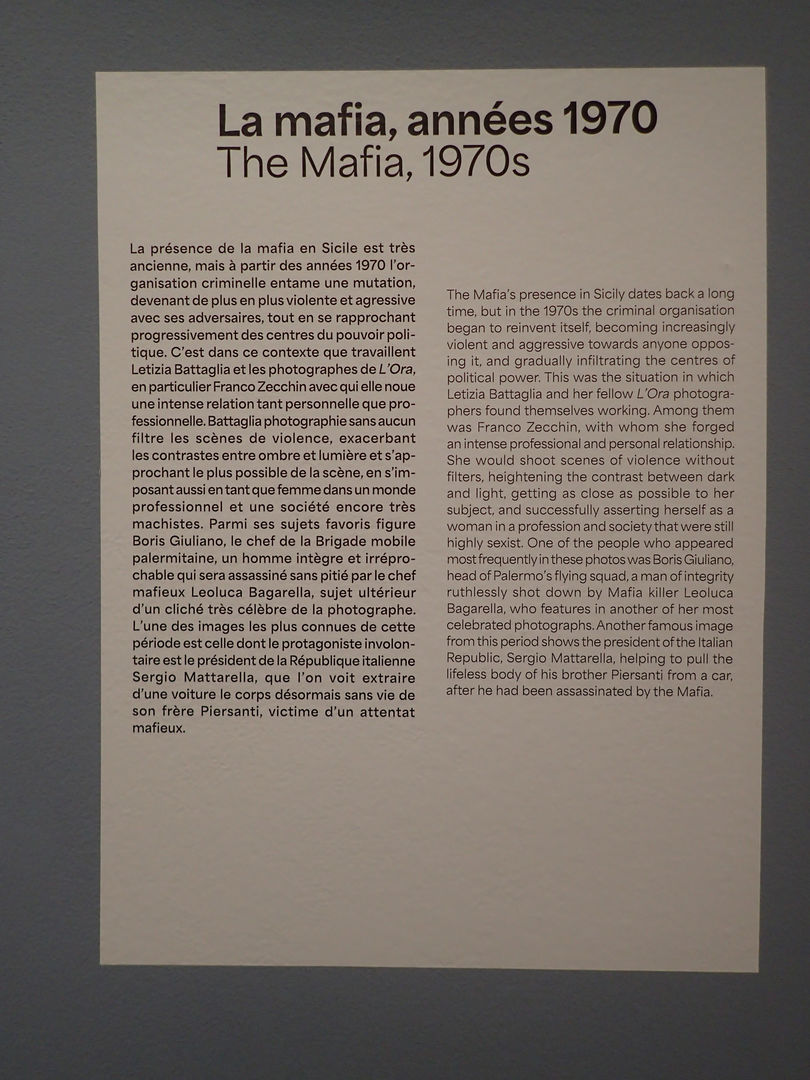 La mafia, années 1970
The Mafia, 1970s
La présence de la mafia en Sicile est très
ancienne, mais à partir des années 1970 l'or-
ganisation criminelle entame une mutation,
devenant de plus en plus violente et agressive
avec ses adversaires, tout en se rapprochant
progressivement des centres du pouvoir poli-
tique. C'est dans ce contexte que travaillent
Letizia Battaglia et les photographes de L'Ora,
en particulier Franco Zecchin avec qui elle noue
une intense relation tant personnelle que pro-
fessionnelle. Battaglia photographie sans aucun
filtre les scènes de violence, exacerbant
les contrastes entre ombre et lumière et s'ap-
prochant le plus possible de la scène, en s'im-
posant aussi en tant que femme dans un monde
professionnel et une société encore très
machistes. Parmi ses sujets favoris figure
Boris Giuliano, le chef de la Brigade mobile
palermitaine, un homme intègre et irrépro-
chable qui sera assassiné sans pitié par le chef
mafieux Leoluca Bagarella, sujet ultérieur
d'un cliché très célèbre de la photographe.
L'une des images les plus connues de cette
période est celle dont le protagoniste involon-
taire est le président de la République italienne
Sergio Mattarella, que l'on voit extraire
d'une voiture le corps désormais sans vie de
son frère Piersanti, victime d'un attentat
mafieux.
The Mafia's presence in Sicily dates back a long
time, but in the 1970s the criminal organisation
began to reinvent itself, becoming increasingly
violent and aggressive towards anyone oppos-
ing it, and gradually infiltrating the centres of
political power. This was the situation in which
Letizia Battaglia and her fellow L'Ora photogra-
phers found themselves working. Among them
was Franco Zecchin, with whom she forged
an intense professional and personal relationship.
She would shoot scenes of violence without
filters, heightening the contrast between dark
and light, getting as close as possible to her
subject, and successfully asserting herself as a
woman in a profession and society that were still
highly sexist. One of the people who appeared
most frequently in these photos was Boris Giuliano,
head of Palermo's flying squad, a man of integrity
ruthlessly shot down by Mafia killer Leoluca
Bagarella, who features in another of her most
celebrated photographs. Another famous image
from this period shows the president of the Italian
Republic, Sergio Mattarella, helping to pull the
lifeless body of his brother Piersanti from a car,
after he had been assassinated by the Mafia.